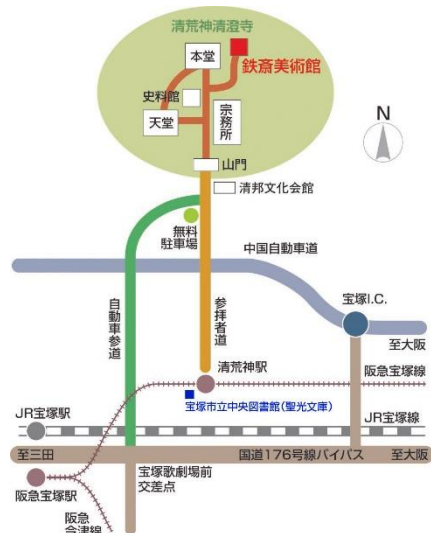 清荒神清澄寺
本堂
鉄斎美術館
史料館
天堂
宗務所
N
山門
清邦文化会館
無料
駐車場
中国自動車道
自動車参道
参拝者道
宝塚I.C.
至大阪
清荒神駅
阪急宝塚線
宝塚市立中央図書館(聖光文庫)
JR宝塚駅
JR宝塚線
至三田
国道176号線バイパス
至大阪
宝塚歌劇場前
交差点
阪急宝塚駅
阪急
今津線